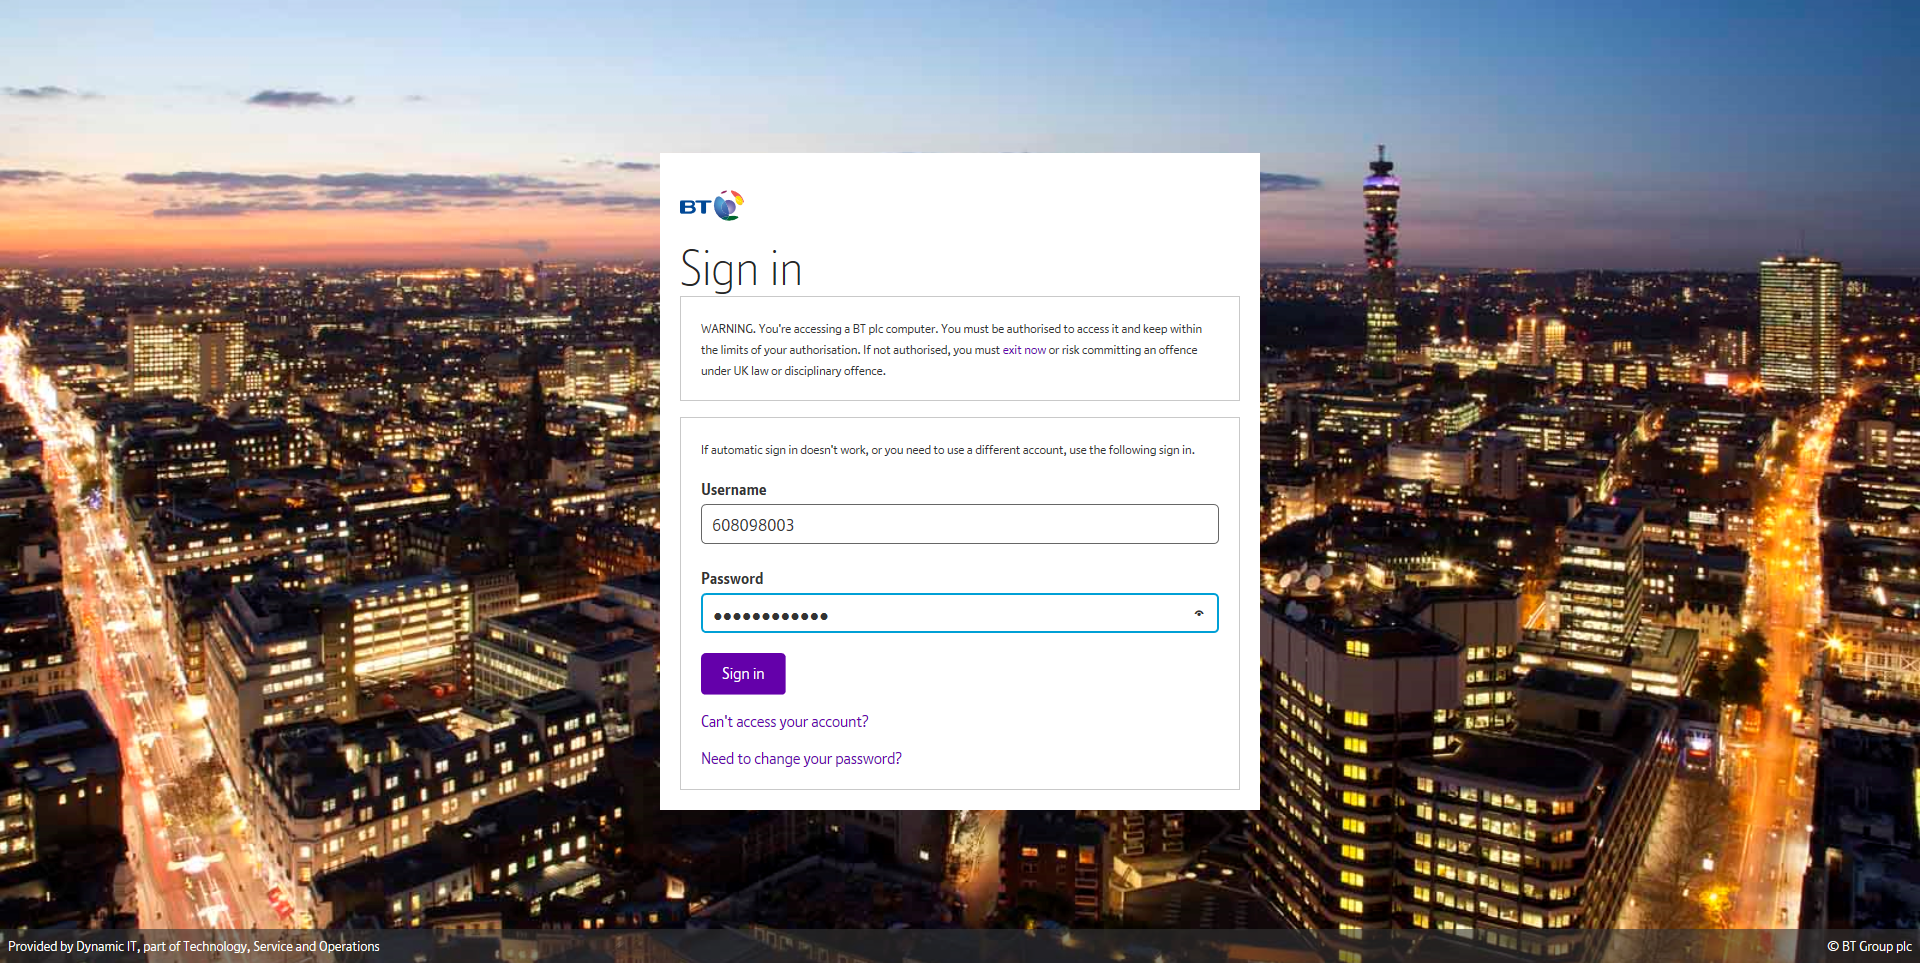 BT
Sign in
WARNING. You're accessing a BT plc computer. You must be authorised to access it and keep within
the limits of your authorisation. If not authorised, you must exit now or risk committing an offence
under UK law or disciplinary offence.
If automatic sign in doesn't work, or you need to use a different account, use the following sign in.
Username
608098003
Password
●●●●●●●●●●●●
Sign in
Can't access your account?
Need to change your password?
Provided by Dynamic IT, part of Technology, Service and Operations
© BT Group plc